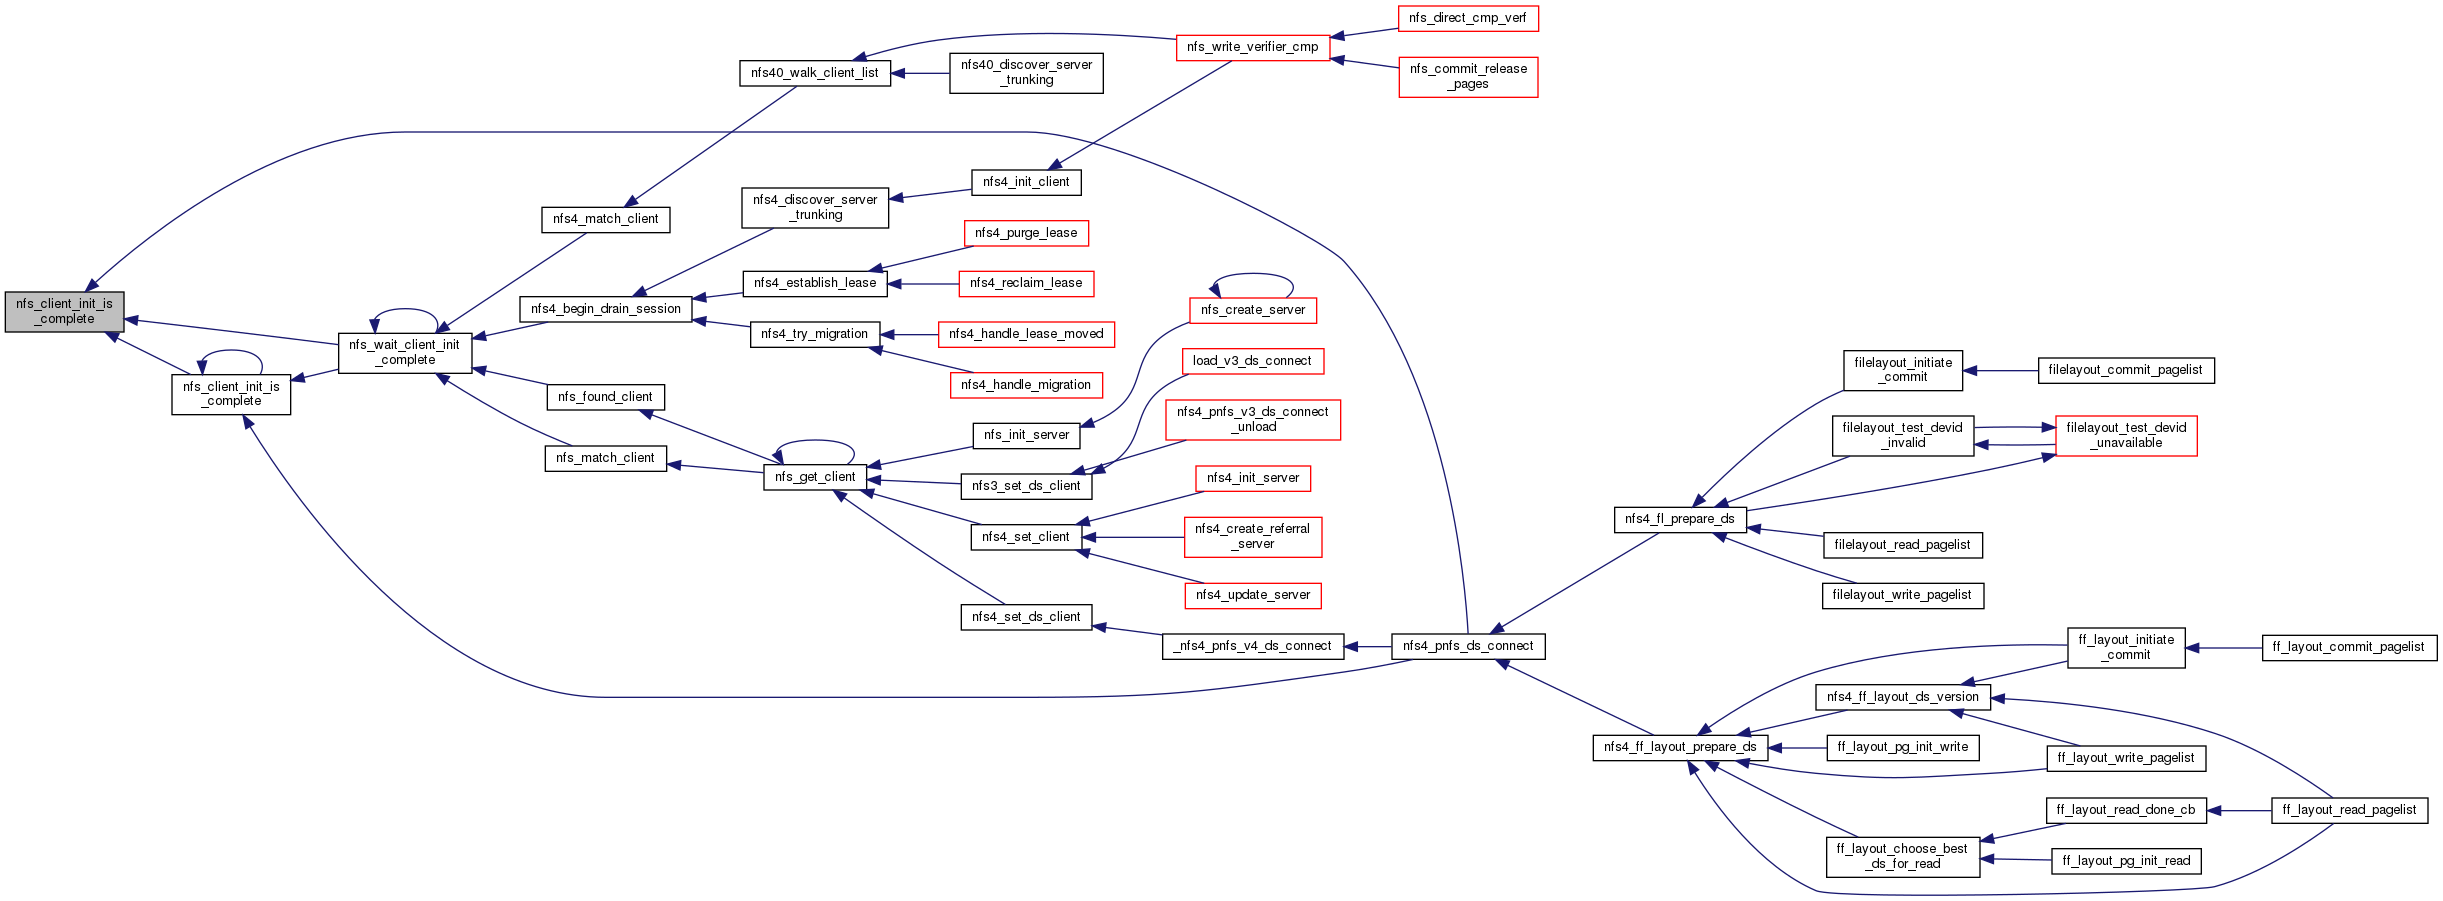 nfs_client_init_is
_complete
nfs_client_init_is
_complete
nfs_wait_client_init
_complete
nfs4_match_client
nfs4_begin_drain_session
nfs_found_client
nfs_match_client
nfs40_walk_client_list
nfs4_discover_server
_trunking
nfs4_establish_lease
nfs4_try_migration
nfs_get_client
nfs40_discover_server
_trunking
nfs4_init_client
nfs4_purge_lease
nfs4_reclaim_lease
nfs4_handle_lease_moved
nfs4_handle_migration
nfs_init_server
nfs3_set_ds_client
nfs4_set_client
nfs4_set_ds_client
nfs_write_verifier_cmp
nfs_create_server
load_v3_ds_connect
nfs4_pnfs_v3_ds_connect
_unload
nfs4_init_server
nfs4_create_referral
_server
nfs4_update_server
_nfs4_pnfs_v4_ds_connect
nfs_direct_cmp_verf
nfs_commit_release
_pages
nfs4_pnfs_ds_connect
nfs4_fl_prepare_ds
nfs4_ff_layout_prepare_ds
filelayout_initiate
_commit
filelayout_test_devid
_invalid
filelayout_read_pagelist
filelayout_write_pagelist
nfs4_ff_layout_ds_version
ff_layout_pg_init_write
ff_layout_choose_best
_ds_for_read
filelayout_commit_pagelist
filelayout_test_devid
_unavailable
ff_layout_initiate
_commit
ff_layout_write_pagelist
ff_layout_read_done_cb
ff_layout_pg_init_read
ff_layout_commit_pagelist
ff_layout_read_pagelist